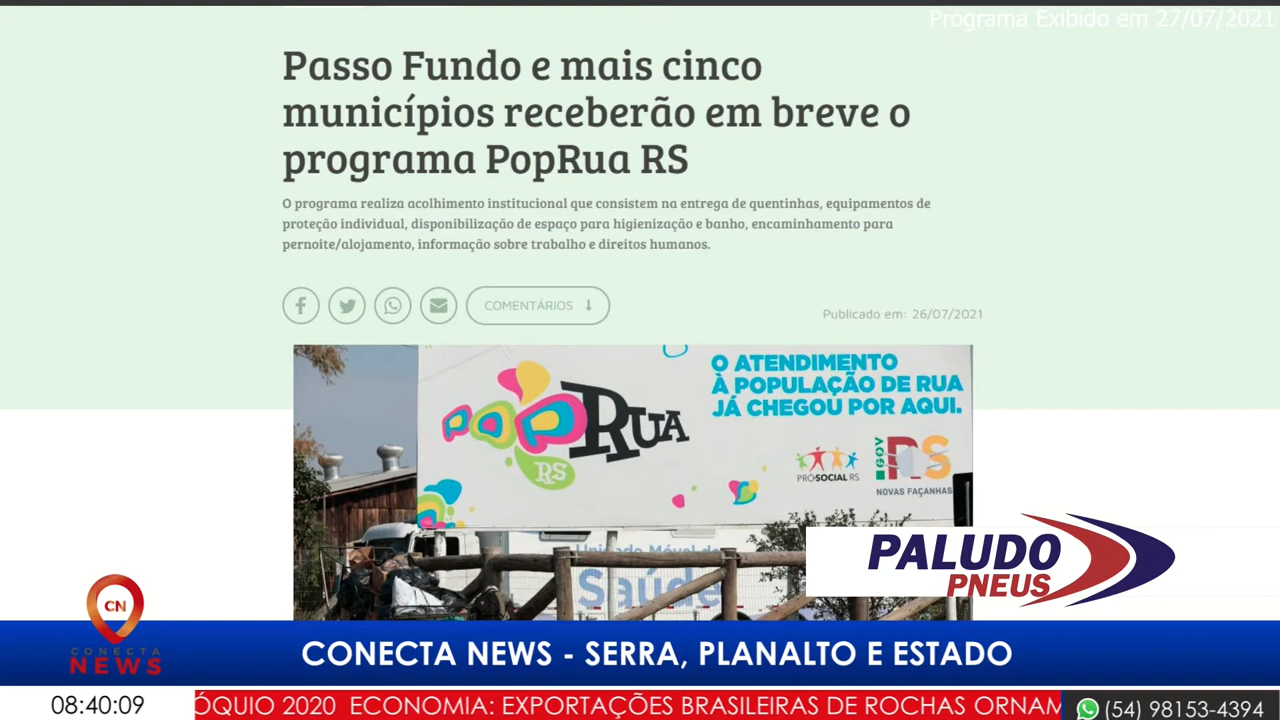 Programa Exibido em 27/07/2021
Passo Fundo e mais cinco
municípios receberão em breve o
programa PopRua RS
O programa realiza acolhimento institucional que consistem na entrega de quentinhas, equipamentos de
proteção individual, disponibilização de espaço para higienização e banho, encaminhamento para
pernoite/alojamento, informação sobre trabalho e direitos humanos.
COMENTÁRIOS
Publicado em: 26/07/2021
O ATENDIMENTO
À POPULAÇÃO DE RUA
JÁ CHEGOU POR AQUI.
POPRUA
RS
PRÓSOCIAL RS
GOV RS
NOVAS FAÇANHAS
Unidade Móvel de
Saúde
PALUDO
PNEUS
CN
CONECTA
NEWS
CONECTA NEWS - SERRA, PLANALTO E ESTADO
08:40:09
ÓQUIO 2020 ECONOMIA: EXPORTAÇÕES BRASILEIRAS DE ROCHAS ORNAM
(54) 98153-4394